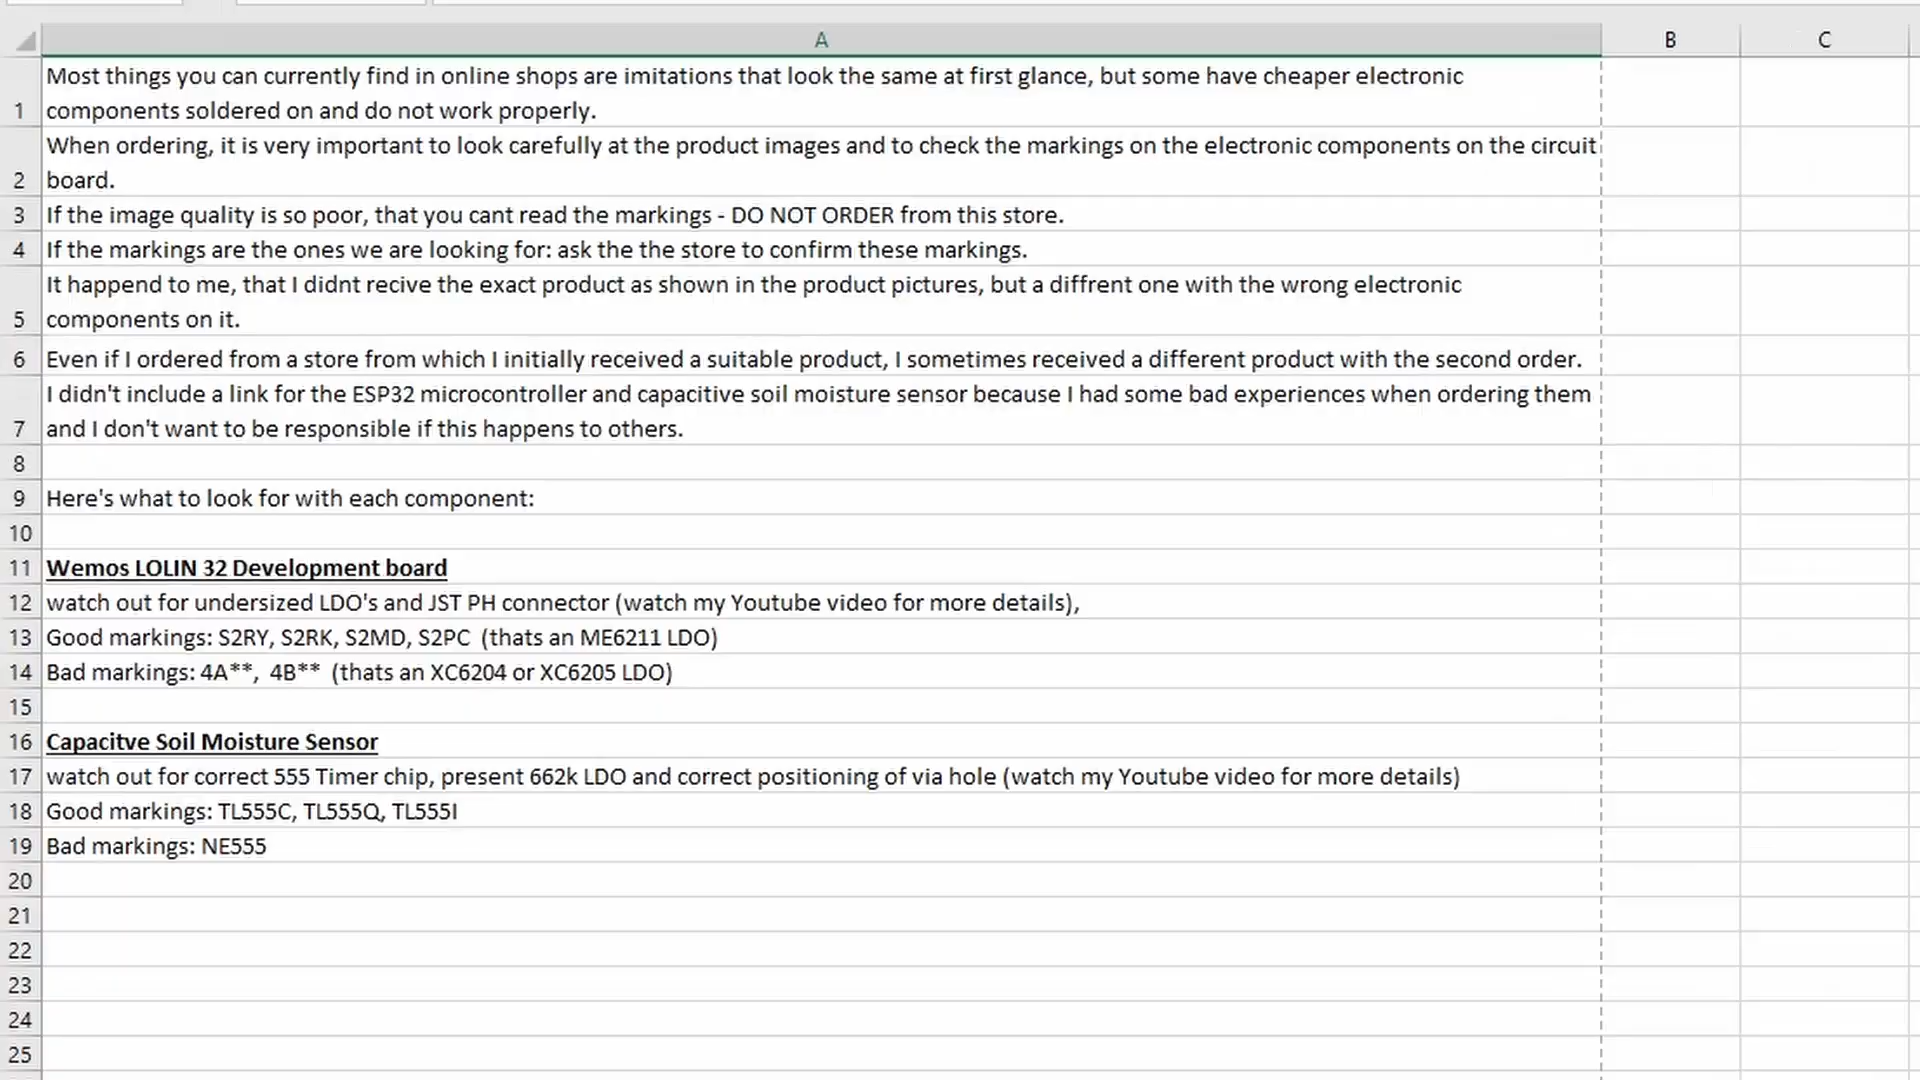 A B C
1 Most things you can currently find in online shops are imitations that look the same at first glance, but some have cheaper electronic
components soldered on and do not work properly.
2 When ordering, it is very important to look carefully at the product images and to check the markings on the electronic components on the circuit
board.
3 If the image quality is so poor, that you cant read the markings - DO NOT ORDER from this store.
4 If the markings are the ones we are looking for: ask the the store to confirm these markings.
5 It happend to me, that I didnt recive the exact product as shown in the product pictures, but a diffrent one with the wrong electronic
components on it.
6 Even if I ordered from a store from which I initially received a suitable product, I sometimes received a different product with the second order.
7 I didn't include a link for the ESP32 microcontroller and capacitive soil moisture sensor because I had some bad experiences when ordering them
and I don't want to be responsible if this happens to others.
8
9 Here's what to look for with each component:
10
11 Wemos LOLIN 32 Development board
12 watch out for undersized LDO's and JST PH connector (watch my Youtube video for more details),
13 Good markings: S2RY, S2RK, S2MD, S2PC (thats an ME6211 LDO)
14 Bad markings: 4A**, 4B** (thats an XC6204 or XC6205 LDO)
15
16 Capacitve Soil Moisture Sensor
17 watch out for correct 555 Timer chip, present 662k LDO and correct positioning of via hole (watch my Youtube video for more details)
18 Good markings: TL555C, TL555Q, TL555I
19 Bad markings: NE555
20
21
22
23
24
25